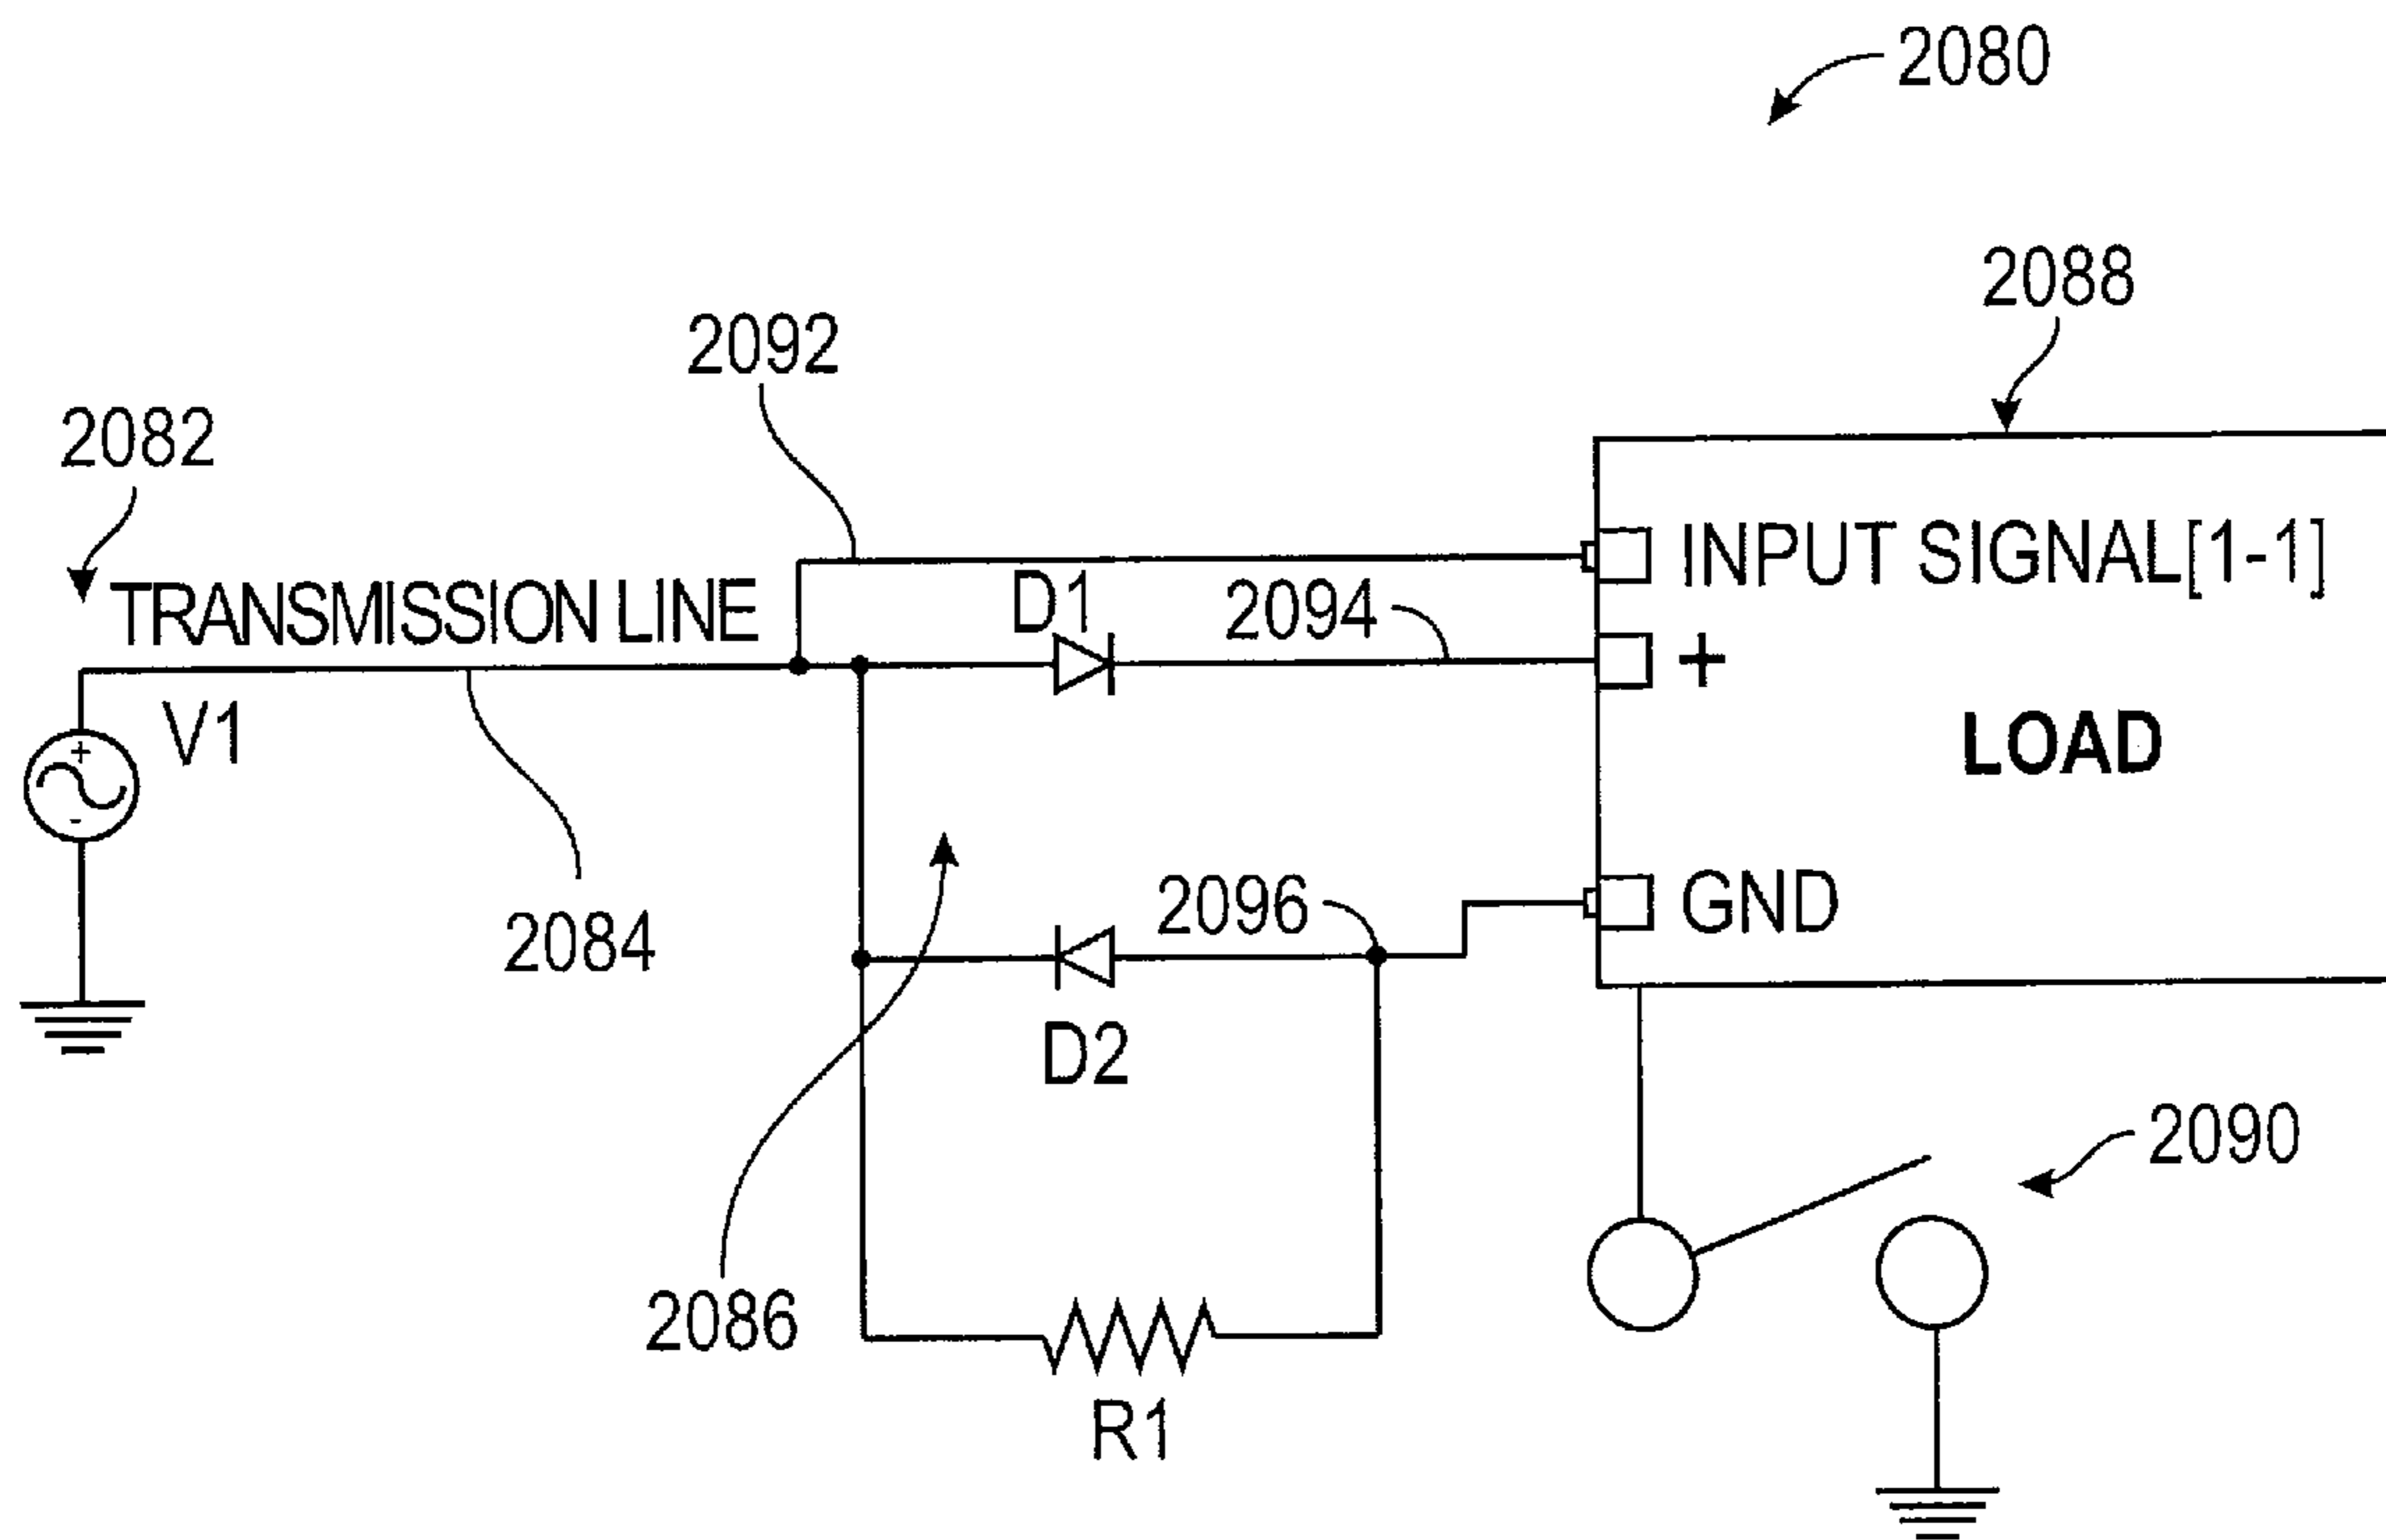 2080
2088
2092
2082
INPUT SIGNAL[1-1]
D1
2094
TRANSMISSION LINE
+
V1
LOAD
+
-
GND
2096
2084
D2
2090
2086
R1